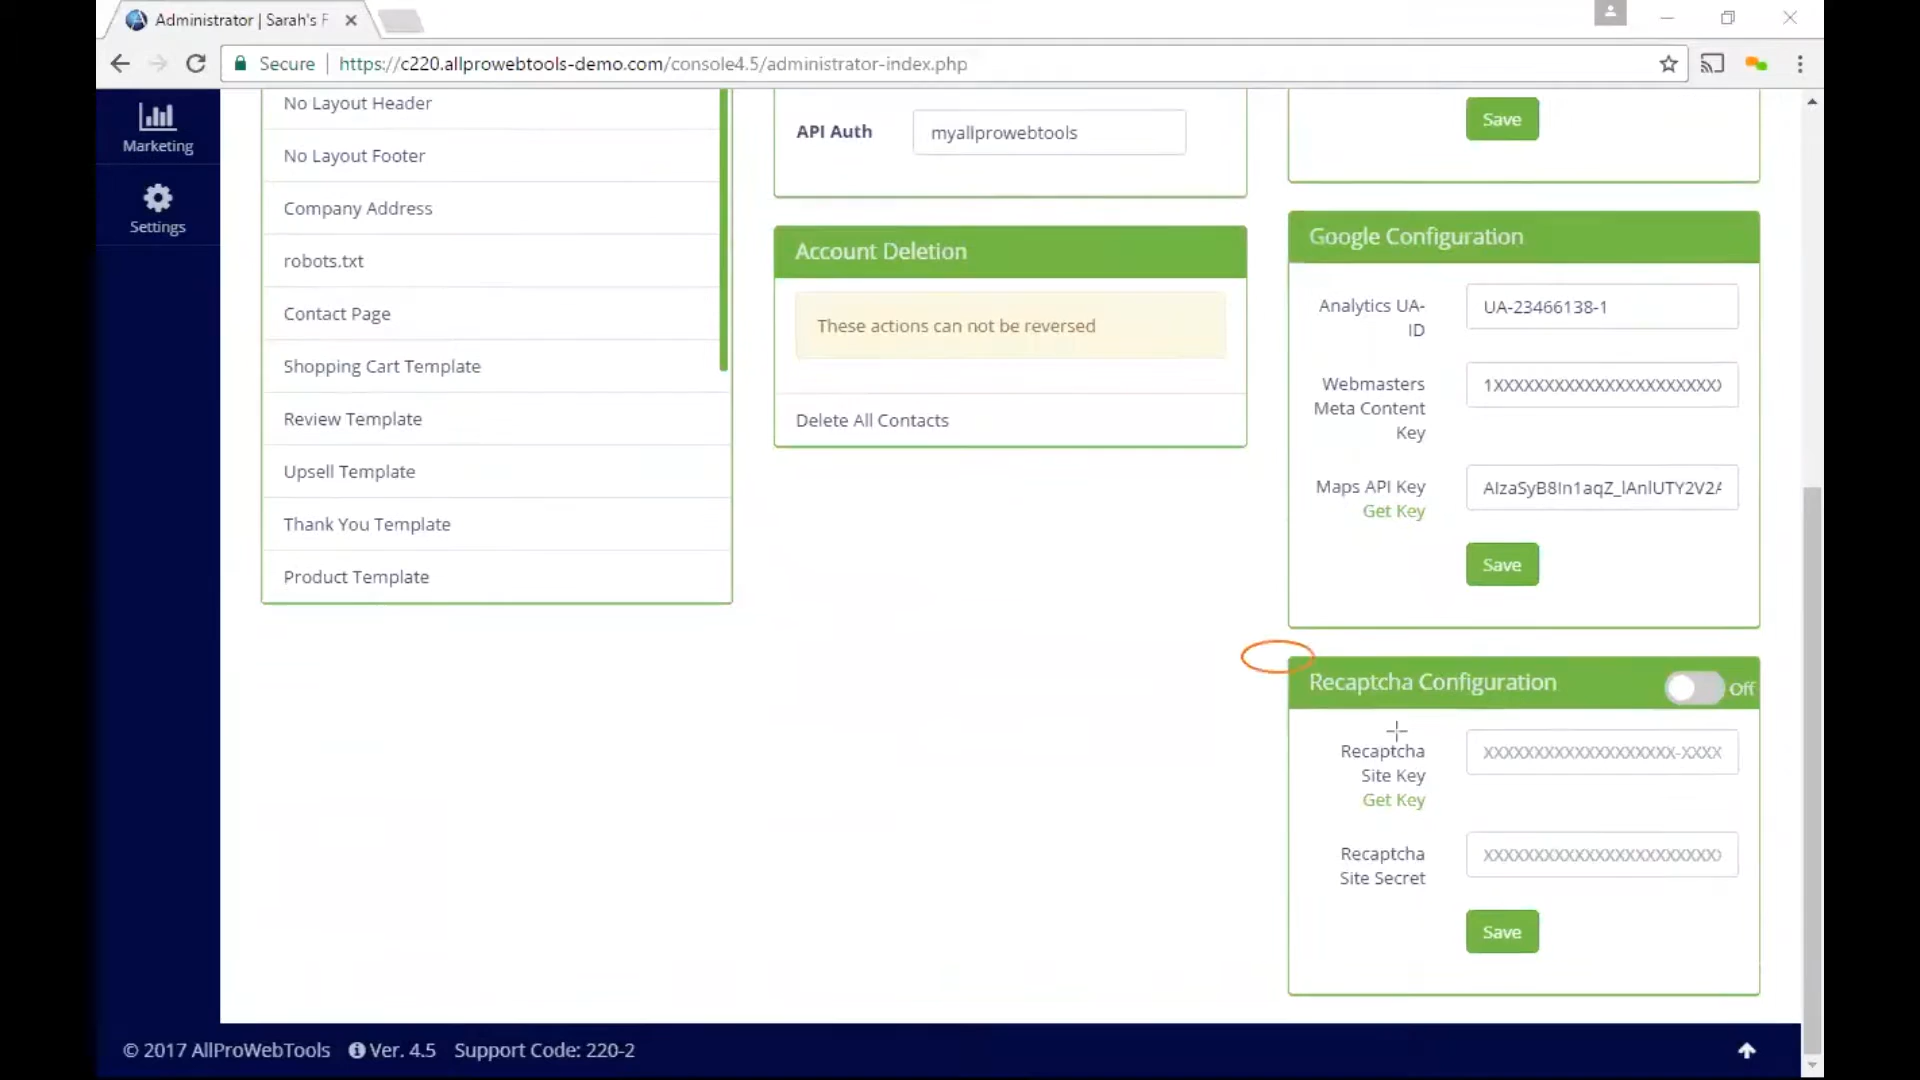 Administrator | Sarah's F
Secure
https://c220.allprowebtools-demo.com/console4.5/administrator-index.php
Marketing
Settings
No Layout Header
No Layout Footer
Company Address
robots.txt
Contact Page
Shopping Cart Template
Review Template
Upsell Template
Thank You Template
Product Template
API Auth
myallprowebtools
Account Deletion
These actions can not be reversed
Delete All Contacts
Save
Google Configuration
Analytics UA-
ID
UA-23466138-1
Webmasters
Meta Content
Key
1XXXXXXXXXXXXXXXXXXXXXXX
Maps API Key
Get Key
AIzaSyB8In1aqZ_lAnlUTY2V2A
Save
Recaptcha Configuration
Off
Recaptcha
Site Key
Get Key
XXXXXXXXXXXXXXXXXXX-XXXX
Recaptcha
Site Secret
XXXXXXXXXXXXXXXXXXXXXXXX
Save
© 2017 AllProWebTools
Ver. 4.5
Support Code: 220-2